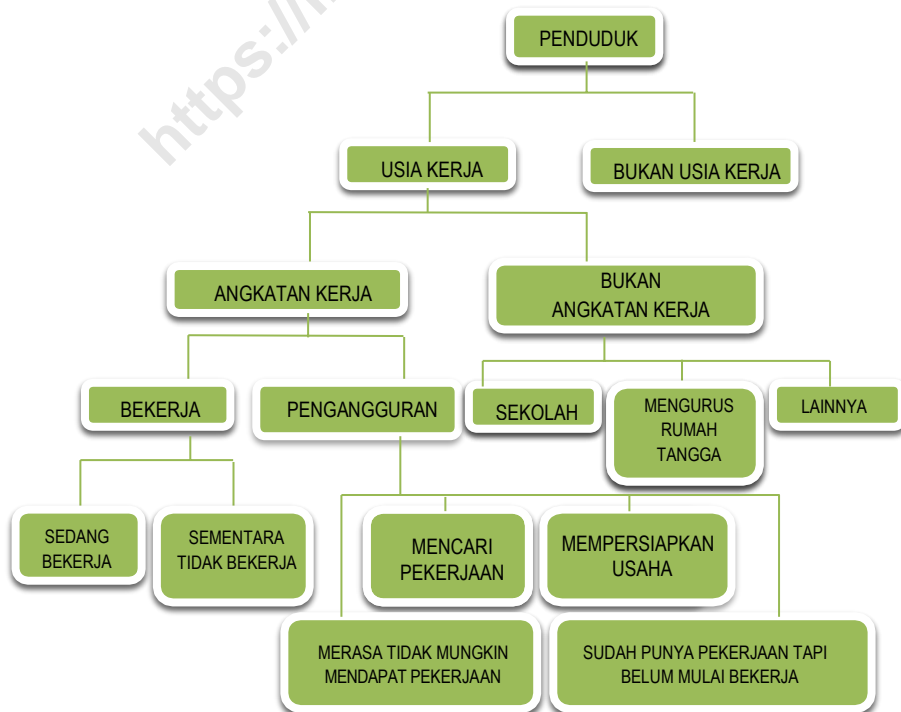 https://
PENDUDUK
USIA KERJA
BUKAN USIA KERJA
ANGKATAN KERJA
BUKAN
ANGKATAN KERJA
BEKERJA
PENGANGGURAN
SEKOLAH
MENGURUS
RUMAH
TANGGA
LAINNYA
SEDANG
BEKERJA
SEMENTARA
TIDAK BEKERJA
MENCARI
PEKERJAAN
MEMPERSIAPKAN
USAHA
MERASA TIDAK MUNGKIN
MENDAPAT PEKERJAAN
SUDAH PUNYA PEKERJAAN TAPI
BELUM MULAI BEKERJA